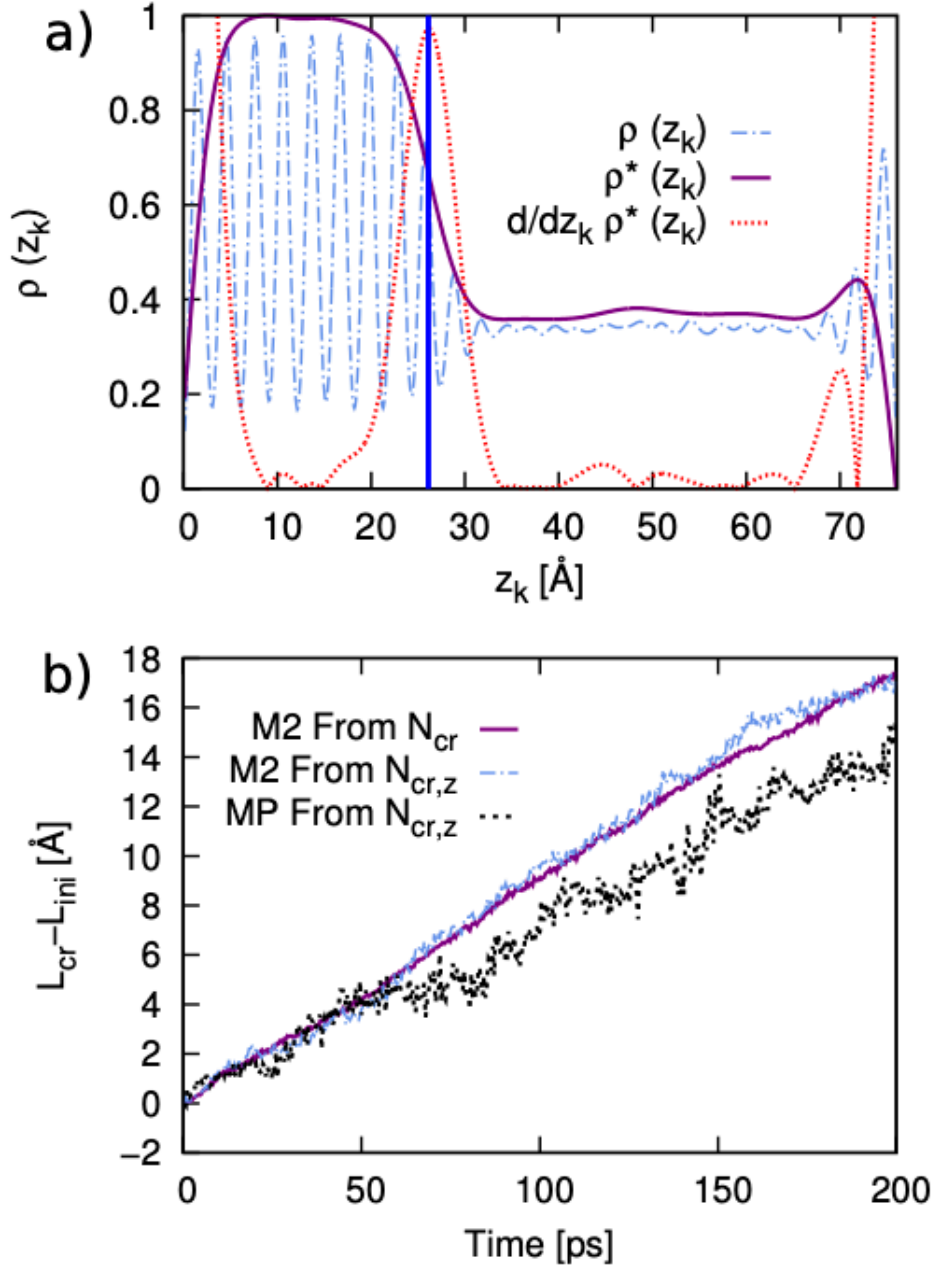 a)
1
0.8
0.6
0.4
0.2
0
ρ (z_k)
ρ (z_k)
ρ* (z_k)
d/dz_k ρ* (z_k)
0 10 20 30 40 50 60 70
z_k [Å]
b)
18
16
14
12
10
8
6
4
2
0
−2
L_cr−L_ini [Å]
M2 From N_cr
M2 From N_cr,z
MP From N_cr,z
0 50 100 150 200
Time [ps]